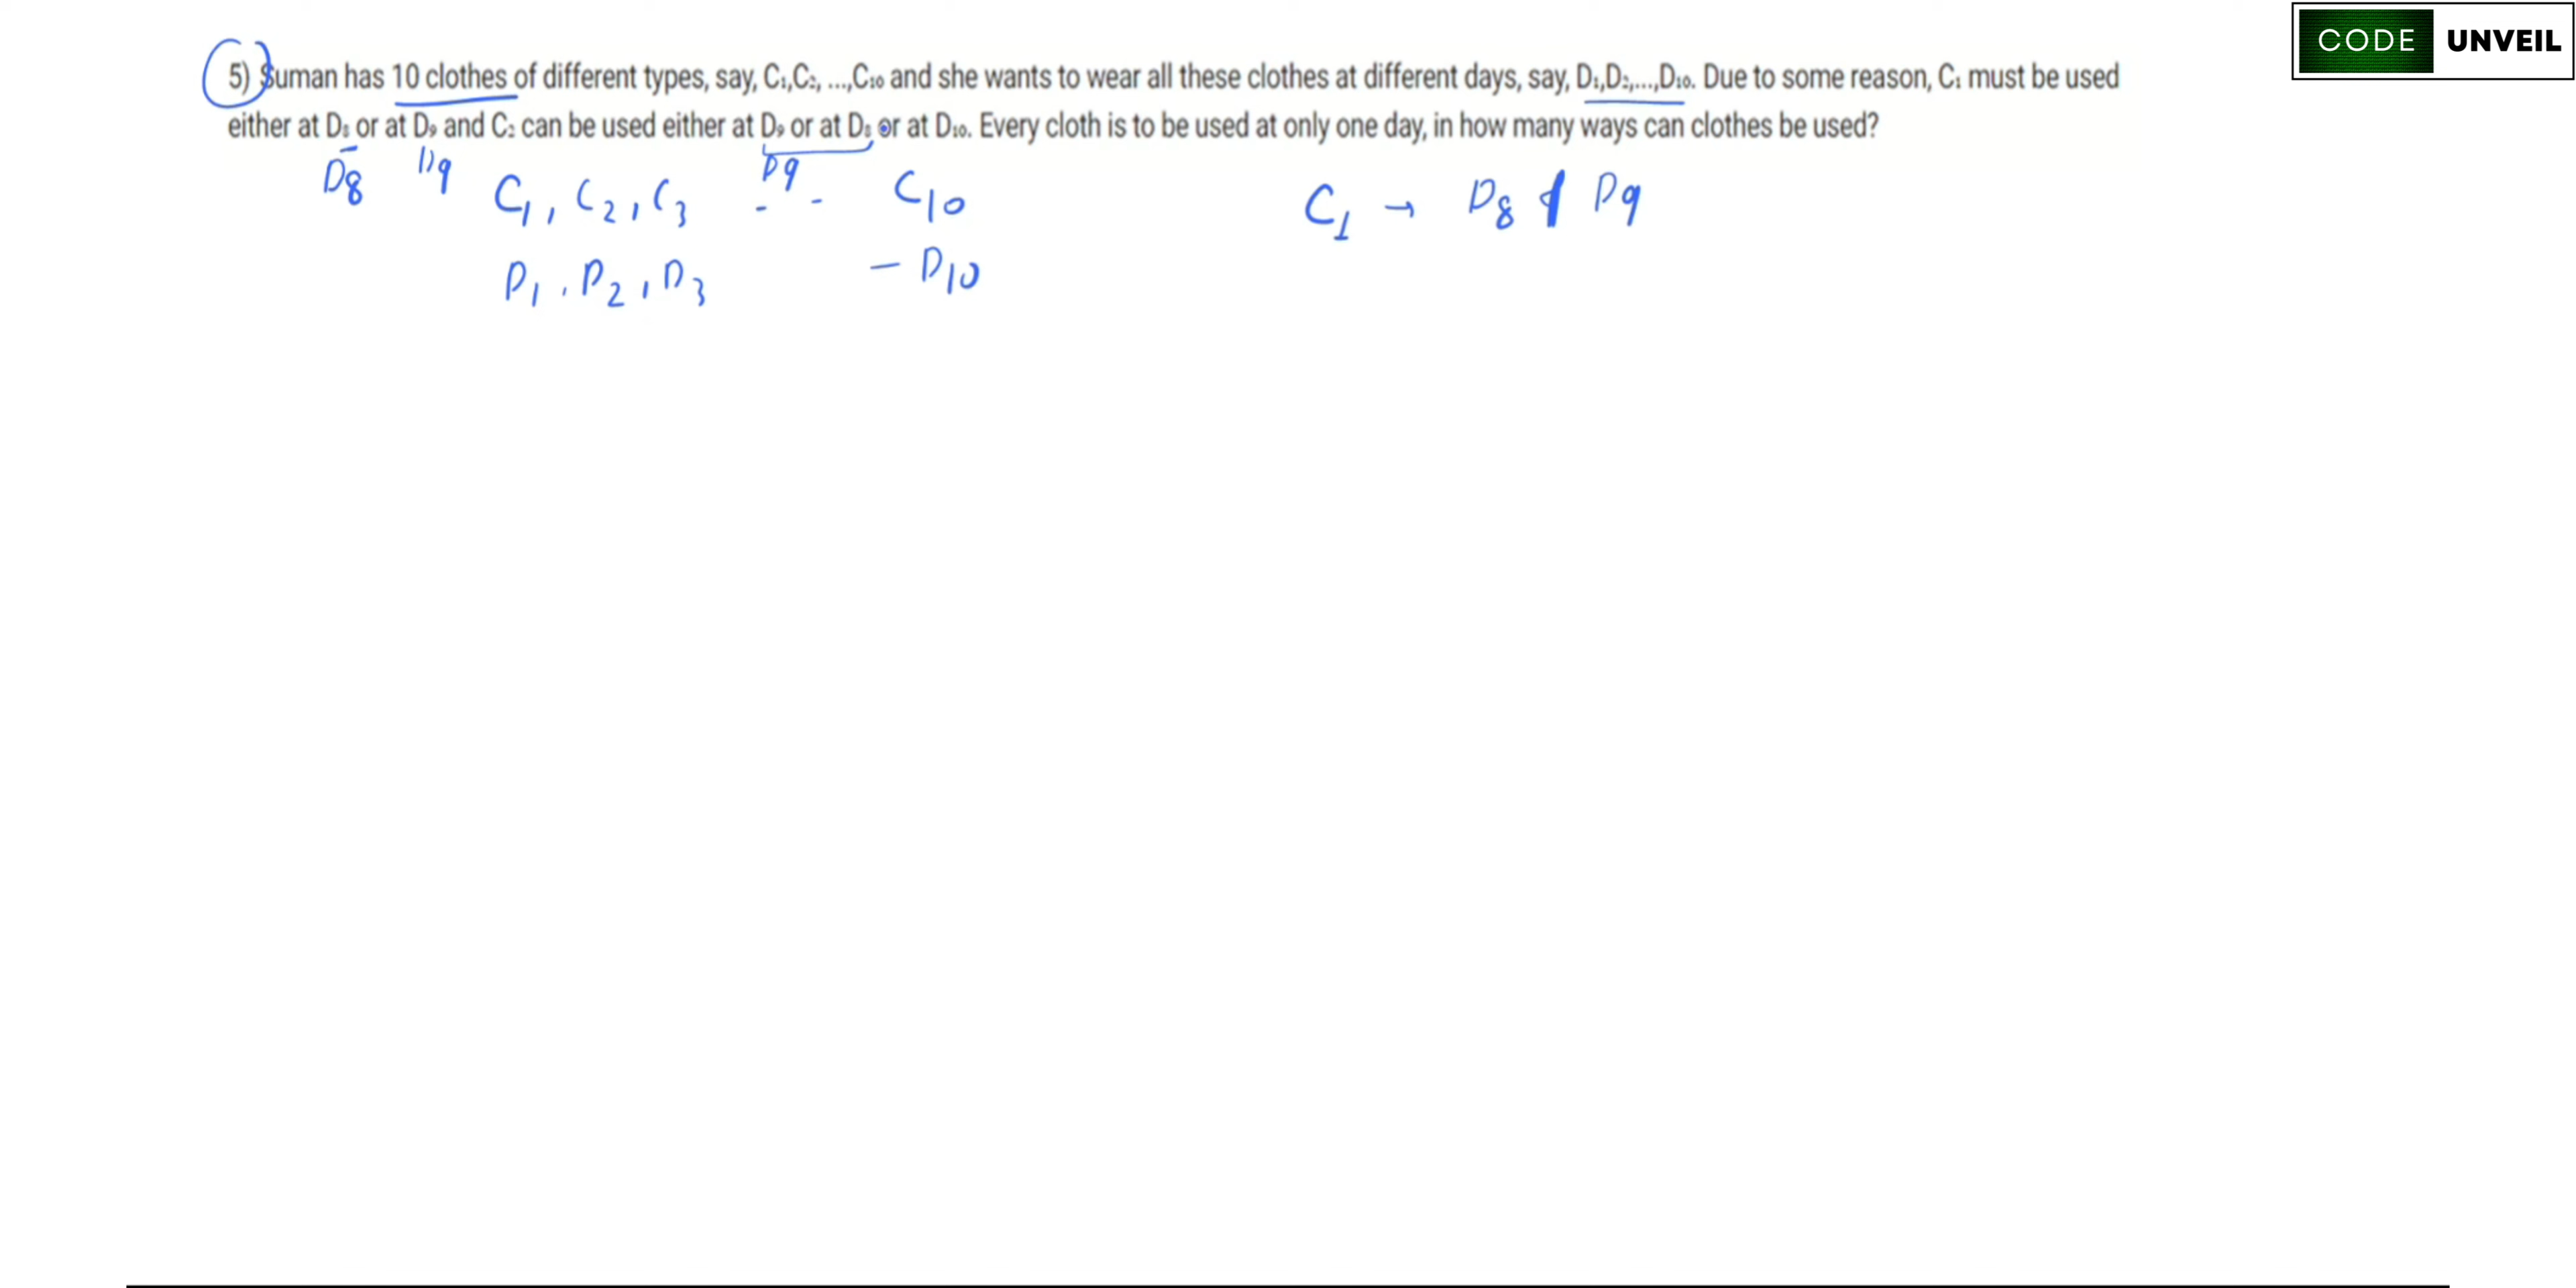 CODE UNVEIL
5) Suman has 10 clothes of different types, say, C₁,C₂, ...,C₁₀ and she wants to wear all these clothes at different days, say, D₁,D₂,...,D₁₀. Due to some reason, C₁ must be used
either at D₈ or at D₉ and C₂ can be used either at D₉ or at D₈ or at D₁₀. Every cloth is to be used at only one day, in how many ways can clothes be used?
D₈ D₉ D₉
C₁, C₂, C₃ - - C₁₀ C₁ → D₈ D₉
D₁, D₂, D₃ — D₁₀